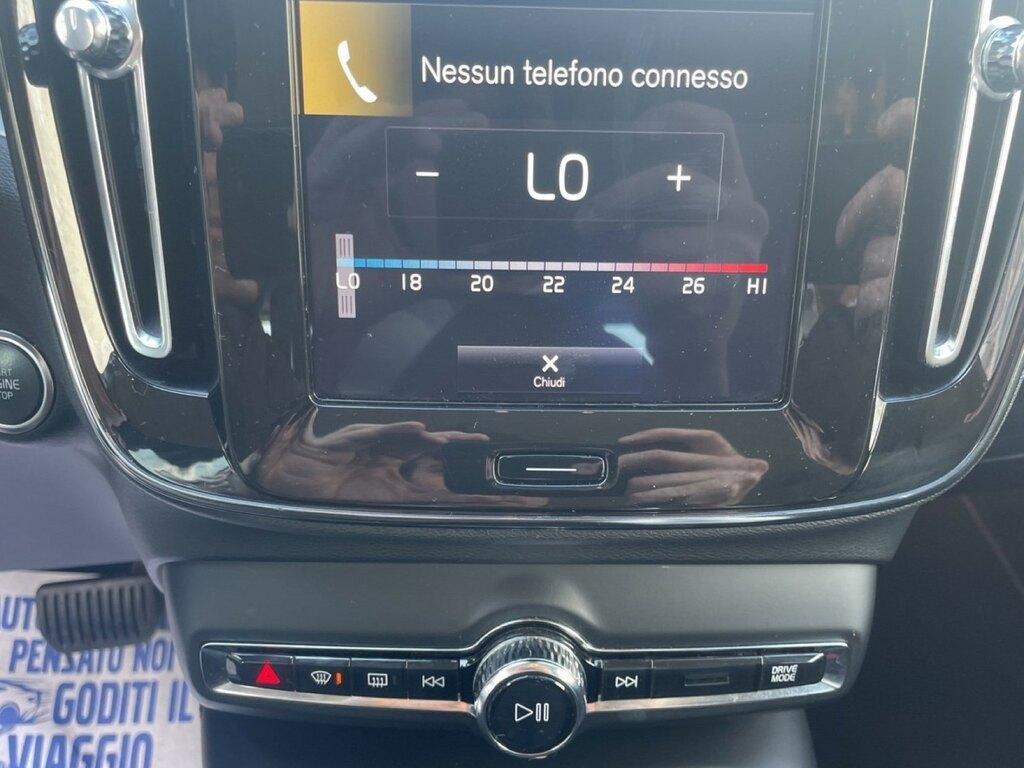 Nessun telefono connesso
− LO +
LO 18 20 22 24 26 HI
Chiudi
DRIVE
MODE
PENSATO NOI
GODITI IL
VIAGGIO